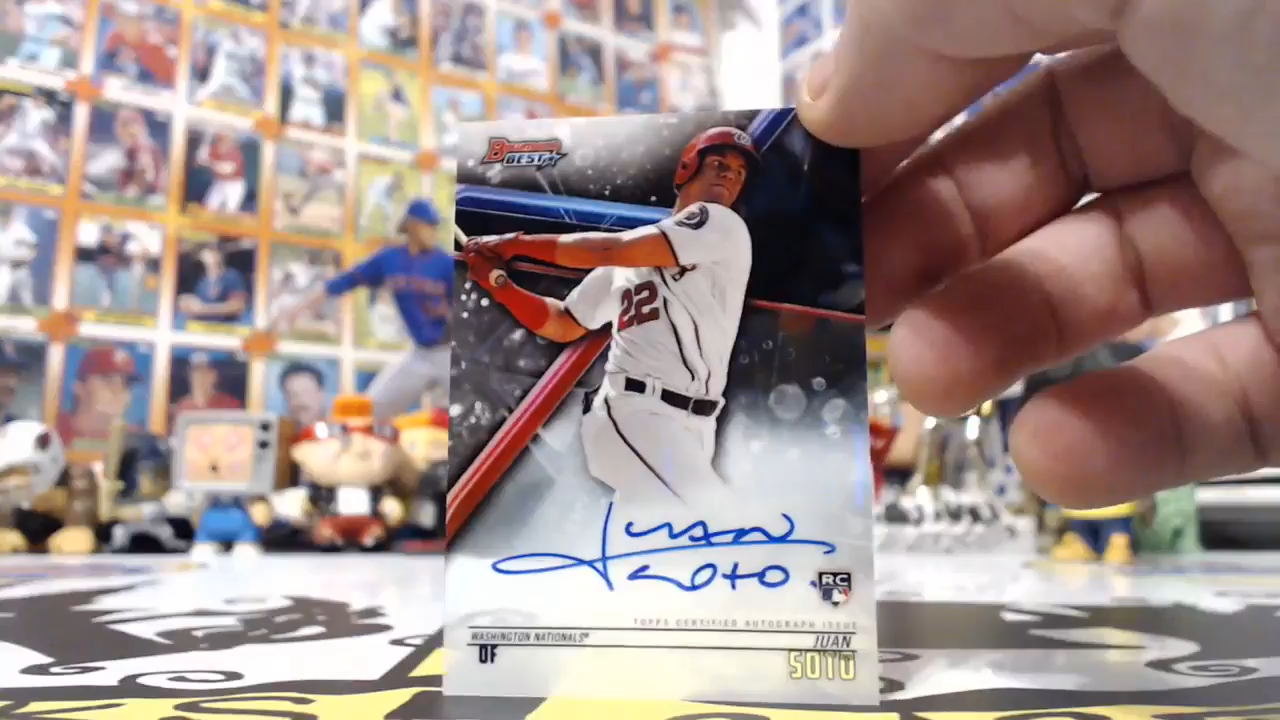 BOWMAN'S
BEST
22
Juan
Soto
RC
TOPPS CERTIFIED AUTOGRAPH ISSUE
WASHINGTON NATIONALS®
JUAN
OF
SOTO